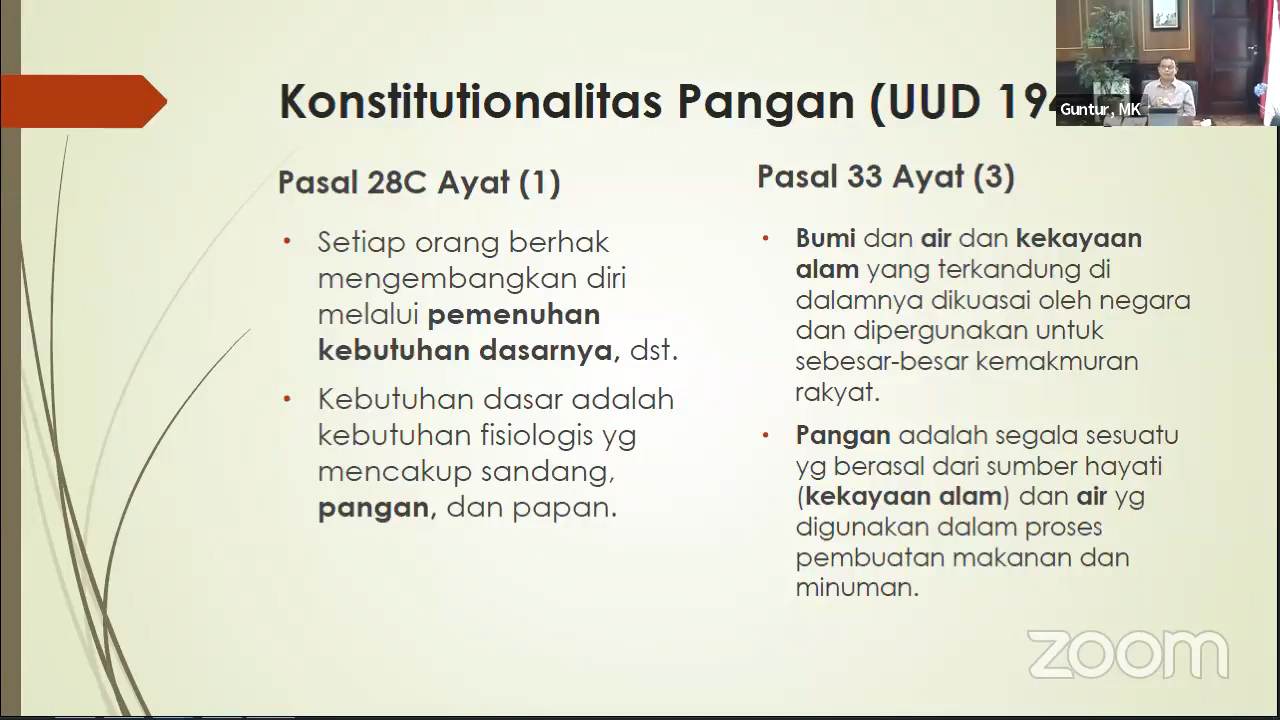 Konstitutionalitas Pangan (UUD 194
Guntur, MK
Pasal 28C Ayat (1)
• Setiap orang berhak
mengembangkan diri
melalui pemenuhan
kebutuhan dasarnya, dst.
• Kebutuhan dasar adalah
kebutuhan fisiologis yg
mencakup sandang,
pangan, dan papan.
Pasal 33 Ayat (3)
• Bumi dan air dan kekayaan
alam yang terkandung di
dalamnya dikuasai oleh negara
dan dipergunakan untuk
sebesar-besar kemakmuran
rakyat.
• Pangan adalah segala sesuatu
yg berasal dari sumber hayati
(kekayaan alam) dan air yg
digunakan dalam proses
pembuatan makanan dan
minuman.
zoom